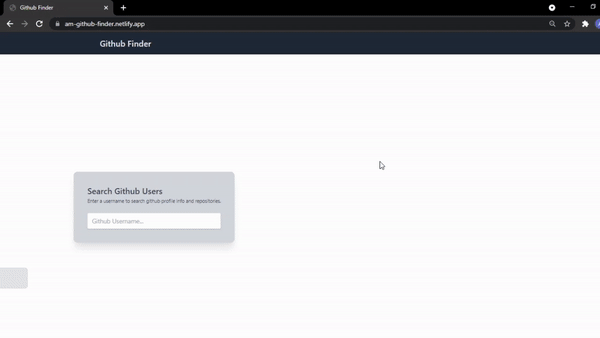 Github Finder
am-github-finder.netlify.app
Github Finder
Search Github Users
Enter a username to search github profile info and repositories.
Github Username...